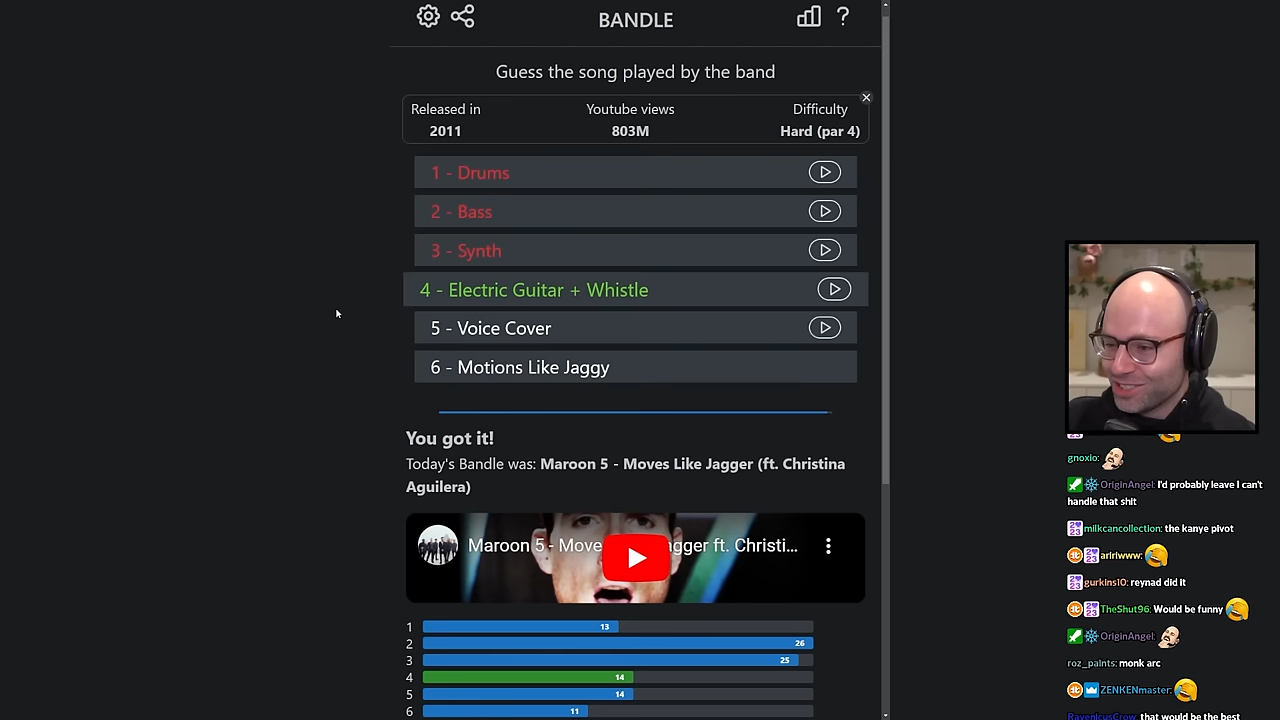 BANDLE
?
Guess the song played by the band
Released in
2011
Youtube views
803M
Difficulty
Hard (par 4)
1 - Drums
2 - Bass
3 - Synth
4 - Electric Guitar + Whistle
5 - Voice Cover
6 - Motions Like Jaggy
You got it!
Today's Bandle was: Maroon 5 - Moves Like Jagger (ft. Christina
Aguilera)
Maroon 5 - Move gger ft. Christi...
1 13
2 26
3 25
4 14
5 14
6 11
gnoxio:
OriginAngel: I'd probably leave I can't
handle that shit
milkcancollection: the kanye pivot
aririwww:
gurkins10: reynad did it
TheShut96: Would be funny
OriginAngel:
roz_paints: monk arc
ZENKENmaster:
RavenicusCrow: that would be the best